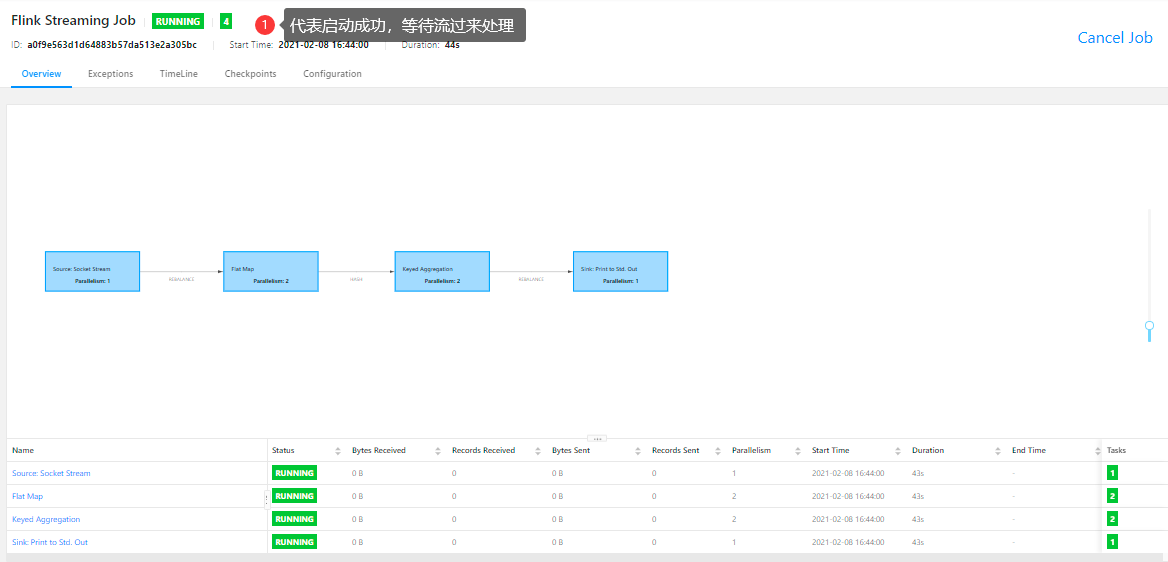 Flink Streaming Job RUNNING 4 1 代表启动成功，等待流过来处理
ID: a0f9e563d1d64883b57da513e2a305bc Start Time: 2021-02-08 16:44:00 Duration: 44s
Cancel Job
Overview Exceptions TimeLine Checkpoints Configuration
Source: Socket Stream
Parallelism: 1
REBALANCE
Flat Map
Parallelism: 2
HASH
Keyed Aggregation
Parallelism: 2
REBALANCE
Sink: Print to Std. Out
Parallelism: 1
Name Status Bytes Received Records Received Bytes Sent Records Sent Parallelism Start Time Duration End Time Tasks
Source: Socket Stream RUNNING 0 B 0 0 B 0 1 2021-02-08 16:44:00 43s - 1
Flat Map RUNNING 0 B 0 0 B 0 2 2021-02-08 16:44:00 43s - 2
Keyed Aggregation RUNNING 0 B 0 0 B 0 2 2021-02-08 16:44:00 43s - 2
Sink: Print to Std. Out RUNNING 0 B 0 0 B 0 1 2021-02-08 16:44:00 43s - 1